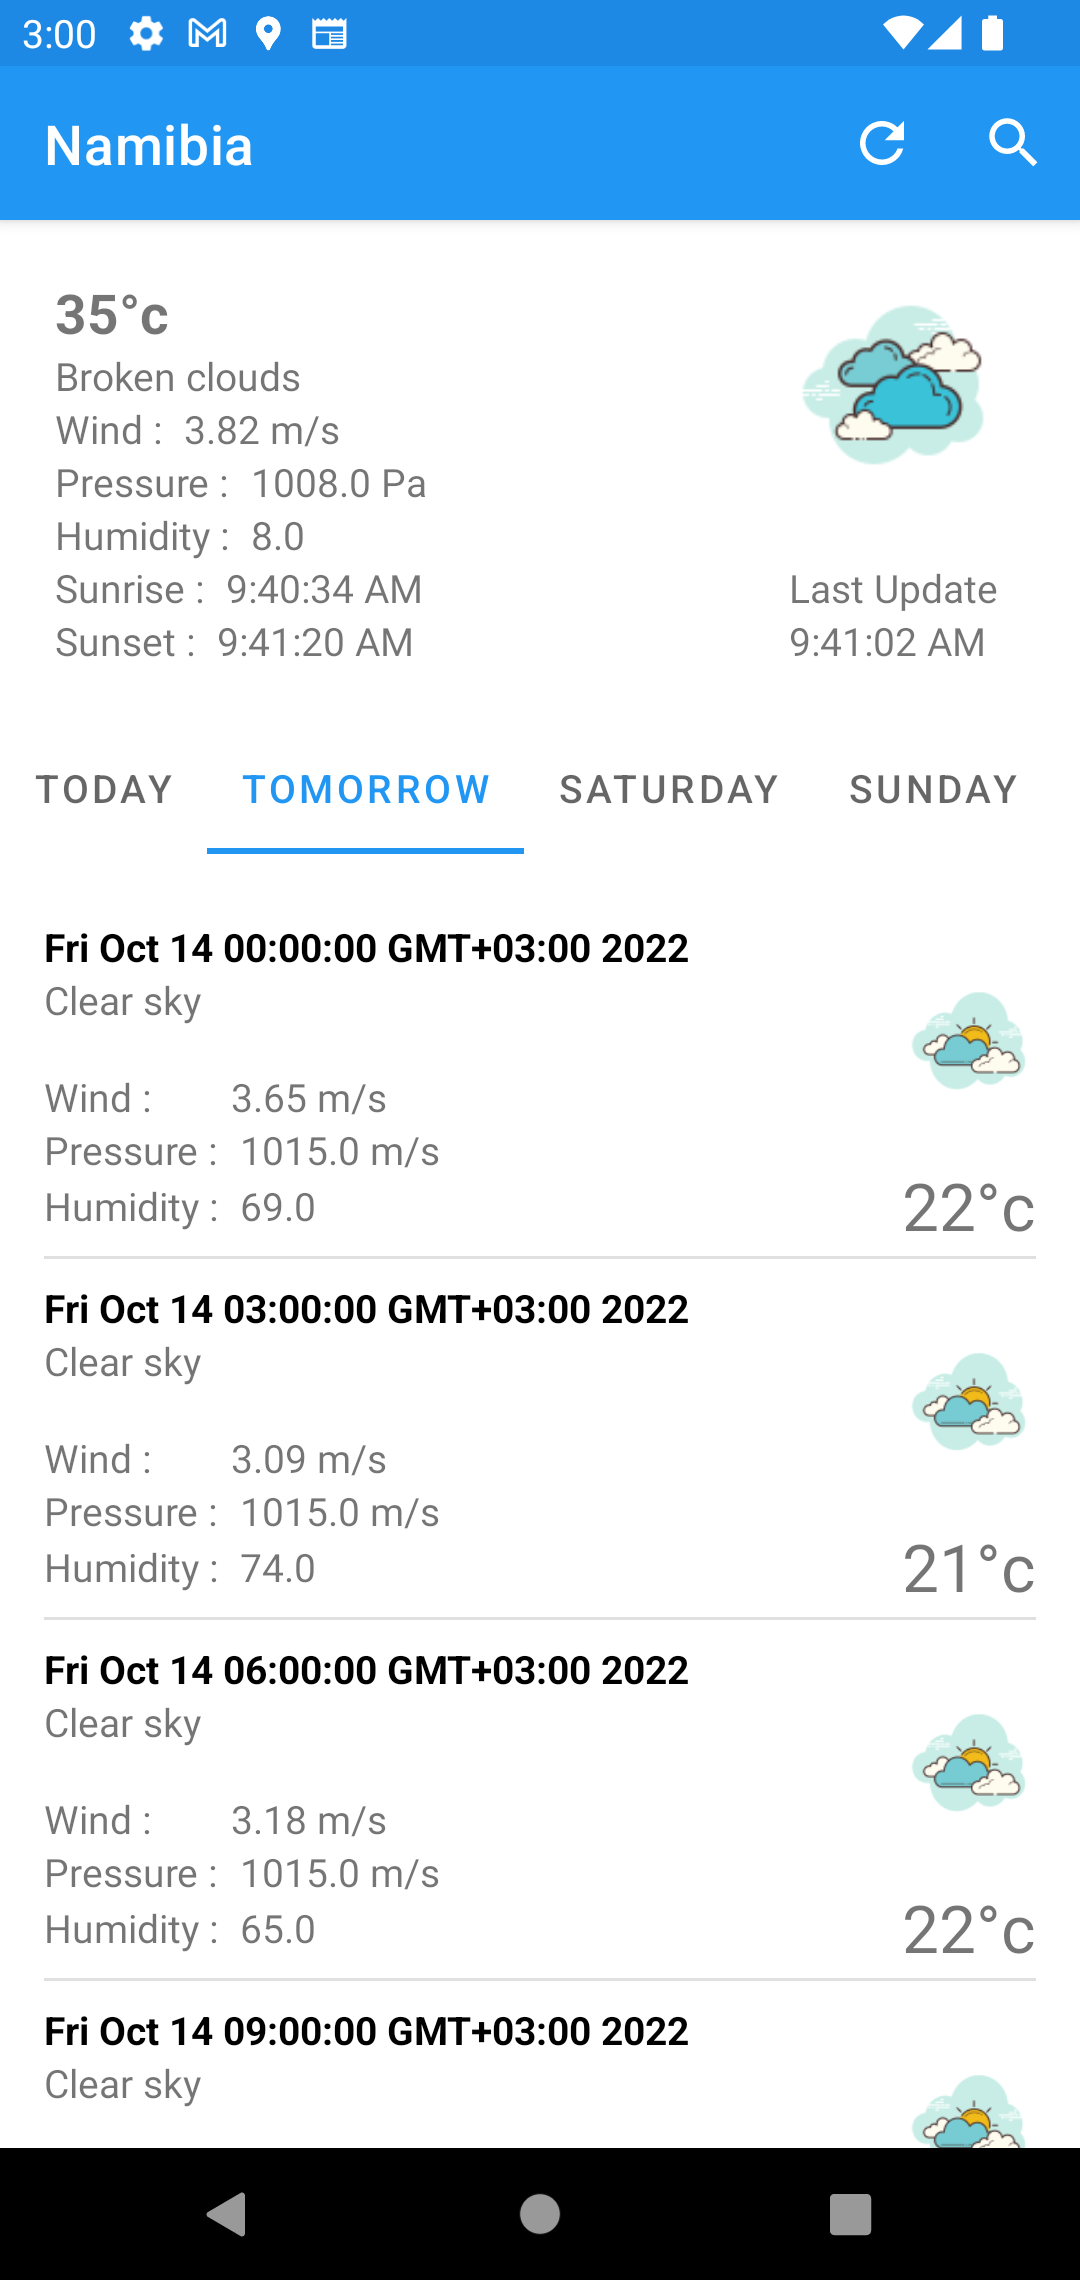 3:00
Namibia
35°c
Broken clouds
Wind : 3.82 m/s
Pressure : 1008.0 Pa
Humidity : 8.0
Sunrise : 9:40:34 AM
Sunset : 9:41:20 AM
Last Update
9:41:02 AM
TODAY TOMORROW SATURDAY SUNDAY
Fri Oct 14 00:00:00 GMT+03:00 2022
Clear sky
Wind : 3.65 m/s
Pressure : 1015.0 m/s
Humidity : 69.0
22°c
Fri Oct 14 03:00:00 GMT+03:00 2022
Clear sky
Wind : 3.09 m/s
Pressure : 1015.0 m/s
Humidity : 74.0
21°c
Fri Oct 14 06:00:00 GMT+03:00 2022
Clear sky
Wind : 3.18 m/s
Pressure : 1015.0 m/s
Humidity : 65.0
22°c
Fri Oct 14 09:00:00 GMT+03:00 2022
Clear sky